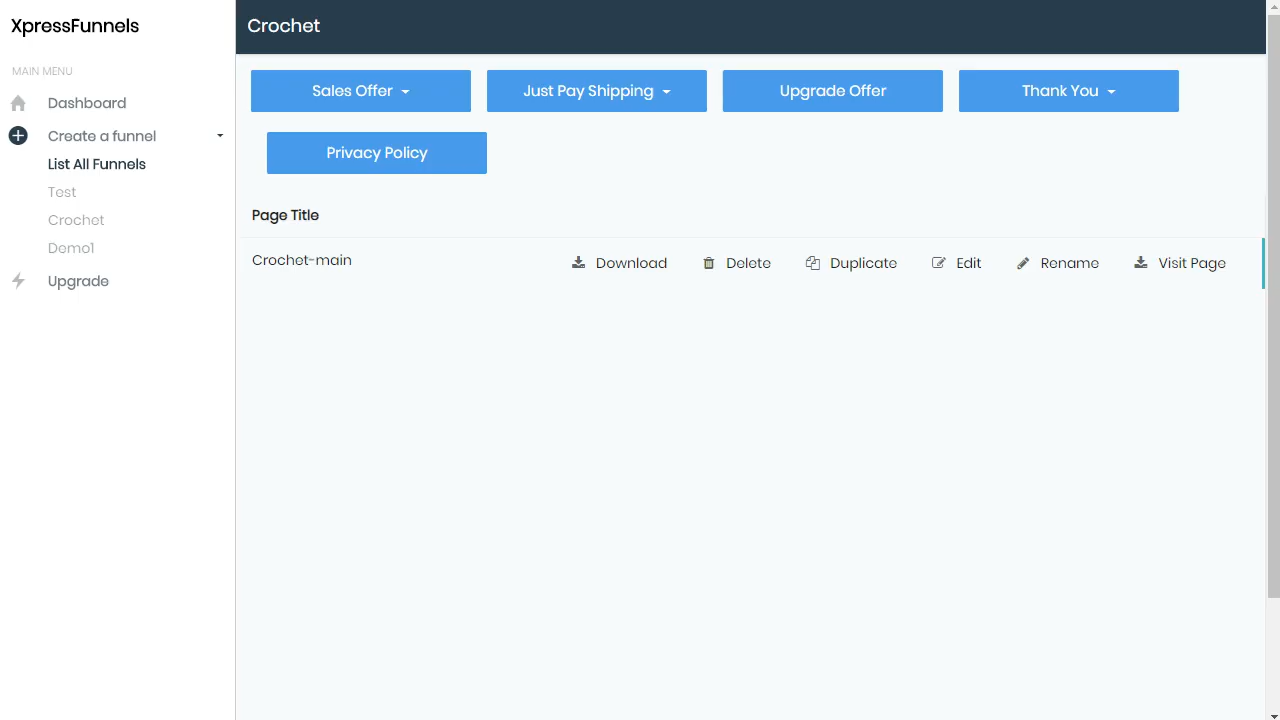 XpressFunnels
Crochet
MAIN MENU
Dashboard
Create a funnel
List All Funnels
Test
Crochet
Demo1
Upgrade
Sales Offer
Just Pay Shipping
Upgrade Offer
Thank You
Privacy Policy
Page Title
Crochet-main
Download
Delete
Duplicate
Edit
Rename
Visit Page